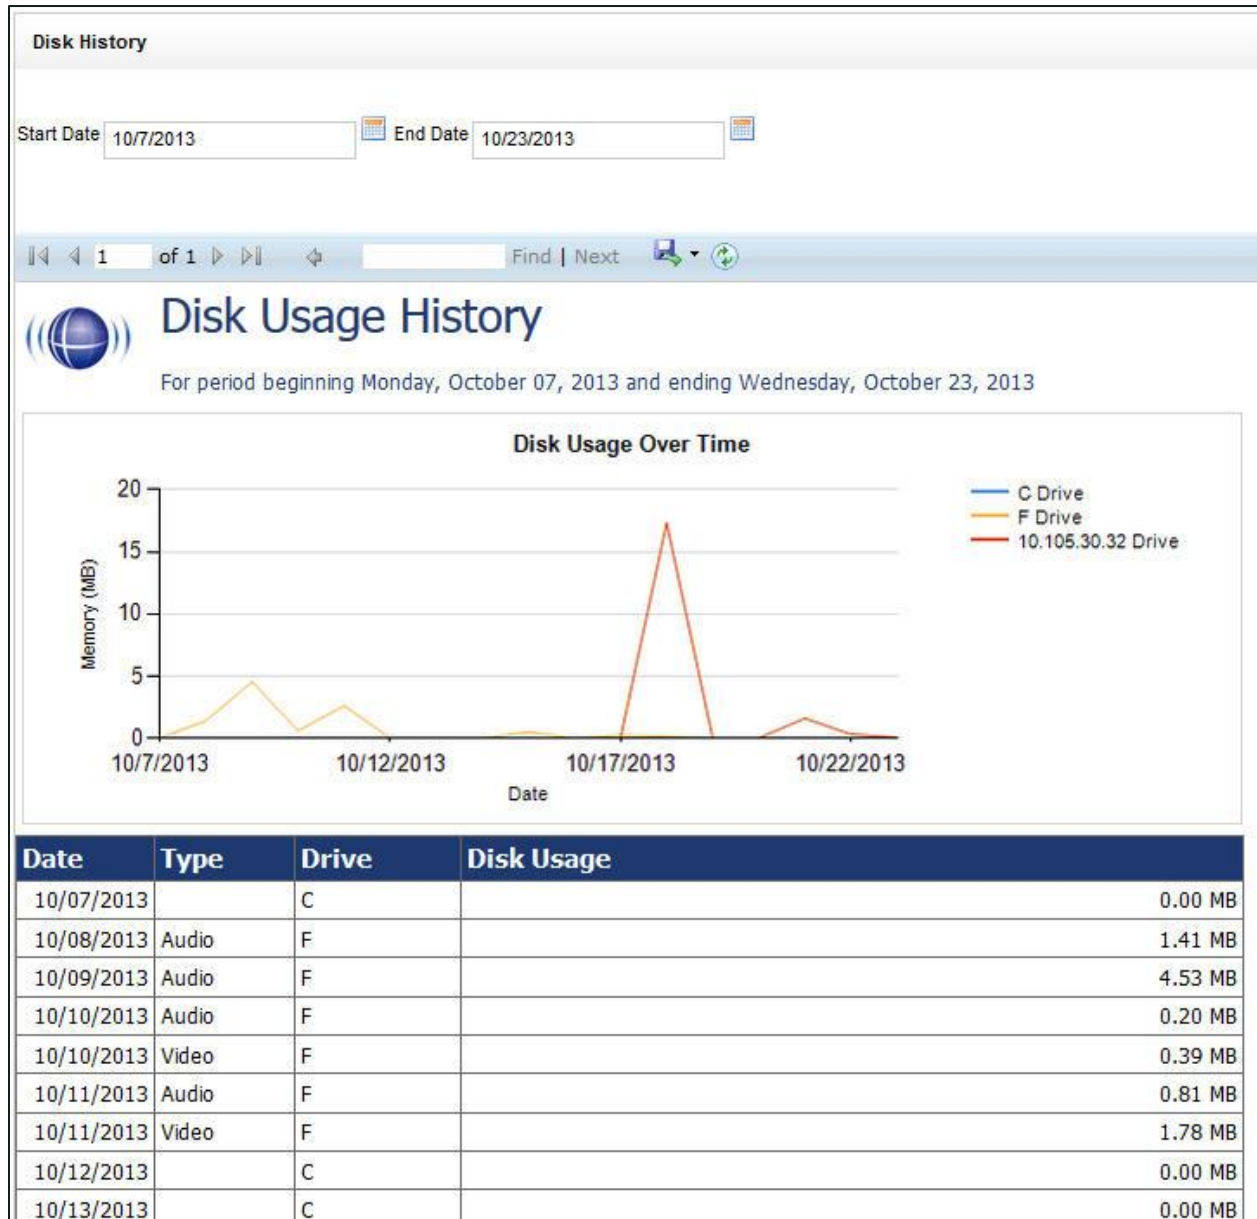 Disk History
Start Date 10/7/2013 End Date 10/23/2013
1 of 1 Find | Next
Disk Usage History
For period beginning Monday, October 07, 2013 and ending Wednesday, October 23, 2013
Disk Usage Over Time
20
15
10
5
0
Memory (MB)
10/7/2013 10/12/2013 10/17/2013 10/22/2013
Date
C Drive
F Drive
10.105.30.32 Drive
Date Type Drive Disk Usage
10/07/2013 C 0.00 MB
10/08/2013 Audio F 1.41 MB
10/09/2013 Audio F 4.53 MB
10/10/2013 Audio F 0.20 MB
10/10/2013 Video F 0.39 MB
10/11/2013 Audio F 0.81 MB
10/11/2013 Video F 1.78 MB
10/12/2013 C 0.00 MB
10/13/2013 C 0.00 MB